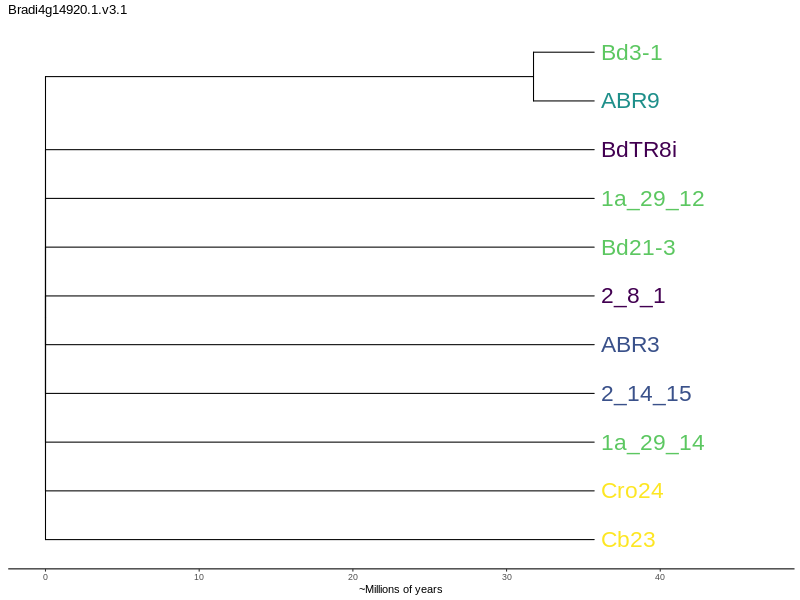 Bradi4g14920.1.v3.1
Bd3-1
ABR9
BdTR8i
1a_29_12
Bd21-3
2_8_1
ABR3
2_14_15
1a_29_14
Cro24
Cb23
0 10 20 30 40
~Millions of years